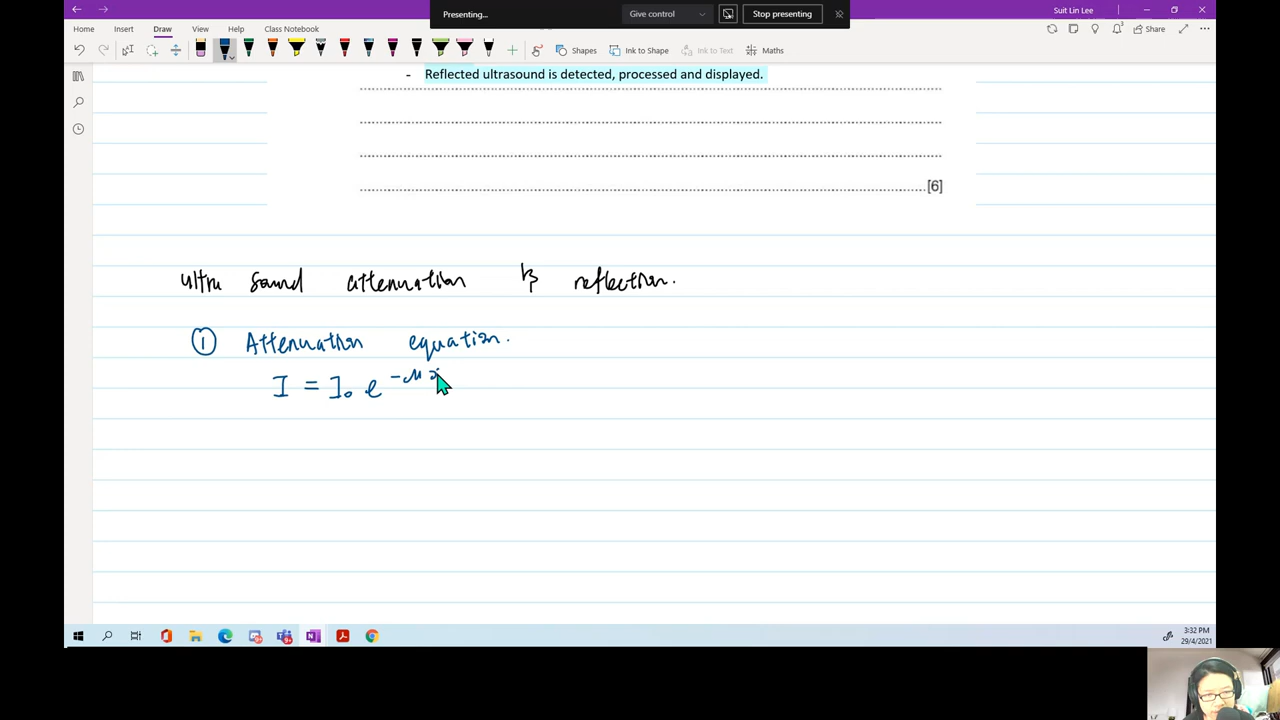 Presenting...
Give control
Stop presenting
Suit Lin Lee
Home Insert Draw View Help Class Notebook
Share
Shapes Ink to Shape Ink to Text Maths
- Reflected ultrasound is detected, processed and displayed.
[6]
ultra sound attenuation & reflection.
① Attenuation equation.
I = I₀ e^-μx
3:32 PM
29/4/2021